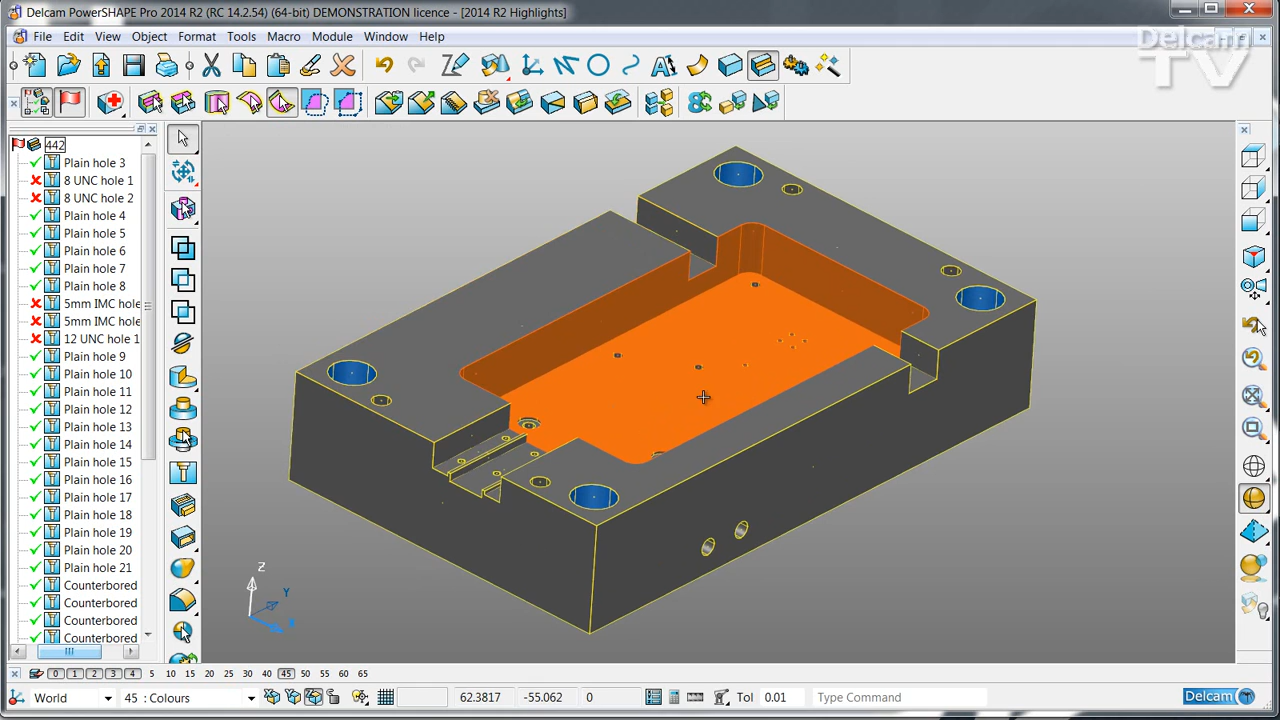 Delcam PowerSHAPE Pro 2014 R2 (RC 14.2.54) (64-bit) DEMONSTRATION licence - [2014 R2 Highlights]
File Edit View Object Format Tools Macro Module Window Help
Delcam
TV
442
Plain hole 3
8 UNC hole 1
8 UNC hole 2
Plain hole 4
Plain hole 5
Plain hole 6
Plain hole 7
Plain hole 8
5mm IMC hole
5mm IMC hole
12 UNC hole 1
Plain hole 9
Plain hole 10
Plain hole 11
Plain hole 12
Plain hole 13
Plain hole 14
Plain hole 15
Plain hole 16
Plain hole 17
Plain hole 18
Plain hole 19
Plain hole 20
Plain hole 21
Counterbored
Counterbored
Counterbored
Counterbored
Z
Y
X
0 1 2 3 4 5 10 15 20 25 30 40 45 50 55 60 65
World 45 : Colours 62.3817 -55.062 0 Tol 0.01 Type Command Delcam